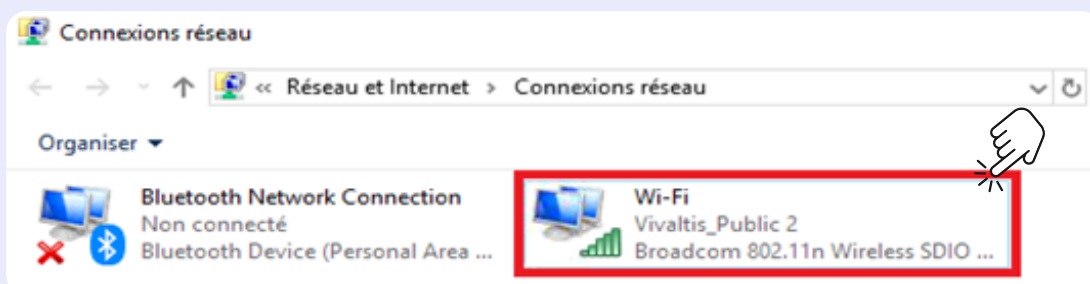 Connexions réseau
« Réseau et Internet > Connexions réseau
Organiser
Bluetooth Network Connection
Non connecté
Bluetooth Device (Personal Area ...
Wi-Fi
Vivaltis_Public 2
Broadcom 802.11n Wireless SDIO ...